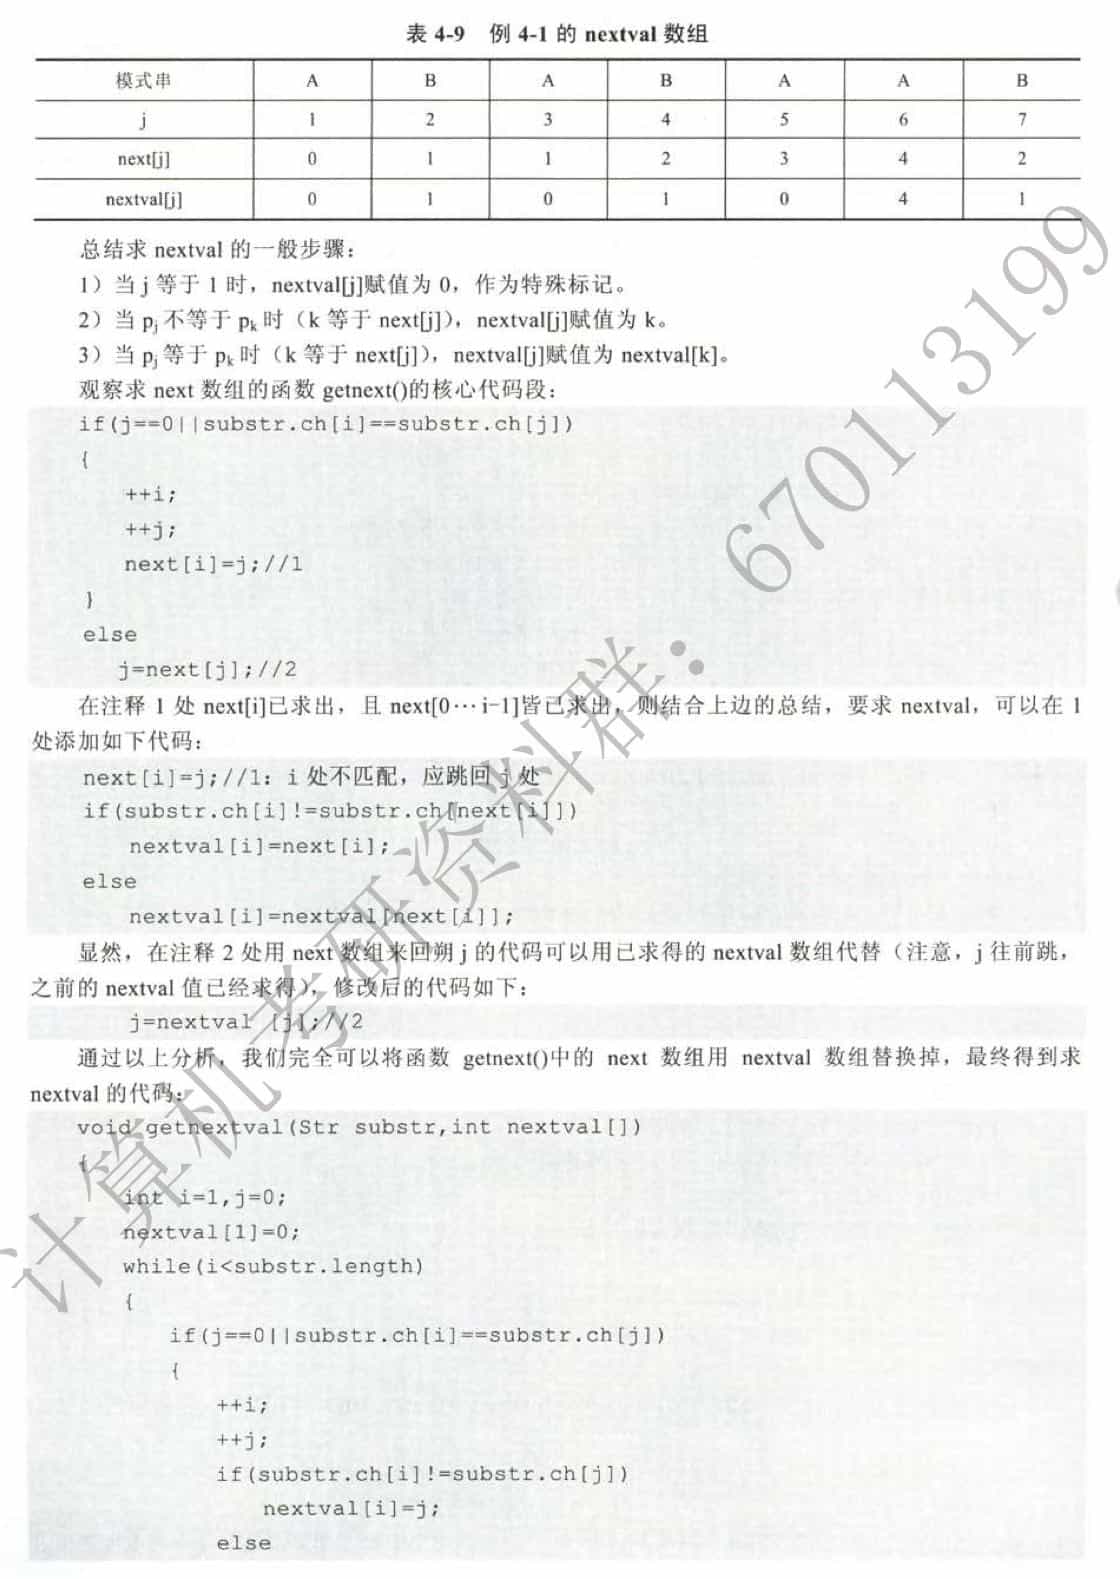 表 4-9 例 4-1 的 nextval 数组
模式串 A B A B A A B
j 1 2 3 4 5 6 7
next[j] 0 1 1 2 3 4 2
nextval[j] 0 1 0 1 0 4 1
总结求 nextval 的一般步骤：
1）当 j 等于 1 时，nextval[j]赋值为 0，作为特殊标记。
2）当 pj 不等于 pk 时（k 等于 next[j]），nextval[j]赋值为 k。
3）当 pj 等于 pk 时（k 等于 next[j]），nextval[j]赋值为 nextval[k]。
观察求 next 数组的函数 getnext()的核心代码段：
if(j==0||substr.ch[i]==substr.ch[j])
{
++i;
++j;
next[i]=j;//1
}
else
j=next[j];//2
在注释 1 处 next[i]已求出，且 next[0…i-1]皆已求出，则结合上边的总结，要求 nextval，可以在 1
处添加如下代码：
next[i]=j;//1: i 处不匹配，应跳回 j 处
if(substr.ch[i]!=substr.ch[next[i]])
nextval[i]=next[i];
else
nextval[i]=nextval[next[i]];
显然，在注释 2 处用 next 数组来回朔 j 的代码可以用已求得的 nextval 数组代替（注意，j 往前跳，
之前的 nextval 值已经求得），修改后的代码如下：
j=nextval [j];//2
通过以上分析，我们完全可以将函数 getnext()中的 next 数组用 nextval 数组替换掉，最终得到求
nextval 的代码：
void getnextval(Str substr,int nextval[])
{
int i=1,j=0;
nextval[1]=0;
while(i<substr.length)
{
if(j==0||substr.ch[i]==substr.ch[j])
{
++i;
++j;
if(substr.ch[i]!=substr.ch[j])
nextval[i]=j;
else
计算机考研资料群：670113199